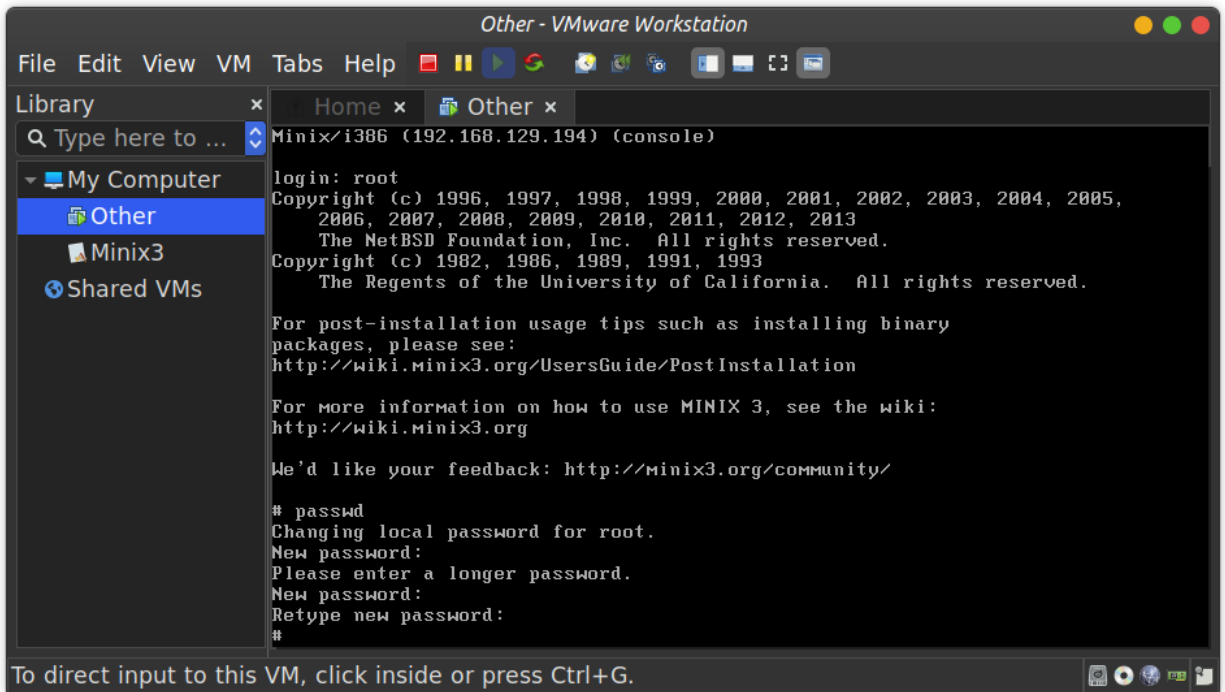 Other - VMware Workstation
File Edit View VM Tabs Help
Library ×
Home ×
Other ×
Type here to ...
My Computer
Other
Minix3
Shared VMs
Minix/i386 (192.168.129.194) (console)
login: root
Copyright (c) 1996, 1997, 1998, 1999, 2000, 2001, 2002, 2003, 2004, 2005,
2006, 2007, 2008, 2009, 2010, 2011, 2012, 2013
The NetBSD Foundation, Inc.  All rights reserved.
Copyright (c) 1982, 1986, 1989, 1991, 1993
The Regents of the University of California.  All rights reserved.
For post-installation usage tips such as installing binary
packages, please see:
http://wiki.minix3.org/UsersGuide/PostInstallation
For more information on how to use MINIX 3, see the wiki:
http://wiki.minix3.org
We'd like your feedback: http://minix3.org/community/
# passwd
Changing local password for root.
New password:
Please enter a longer password.
New password:
Retype new password:
#
To direct input to this VM, click inside or press Ctrl+G.